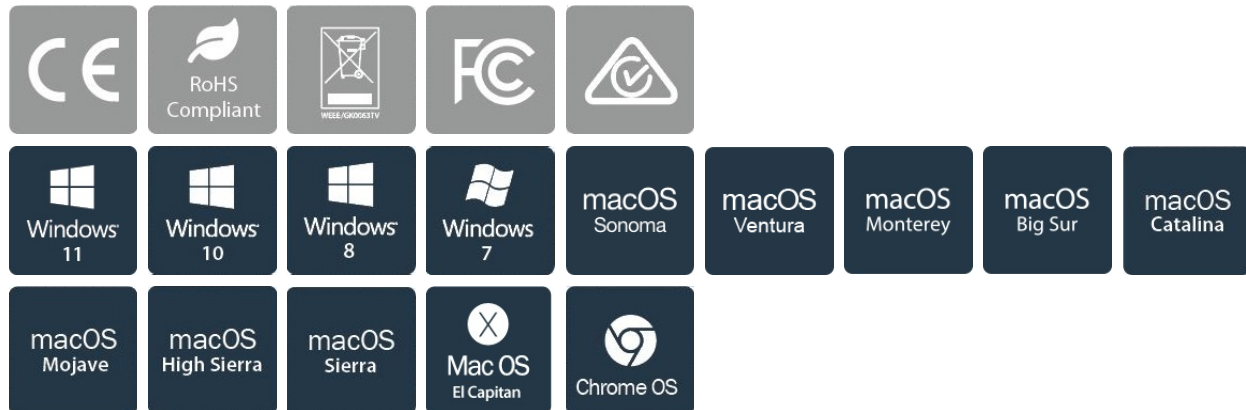 CE
RoHS
Compliant
WEEE/GK0083TV
FC
Windows
11
Windows
10
Windows
8
Windows
7
macOS
Sonoma
macOS
Ventura
macOS
Monterey
macOS
Big Sur
macOS
Catalina
macOS
Mojave
macOS
High Sierra
macOS
Sierra
X
Mac OS
El Capitan
Chrome OS